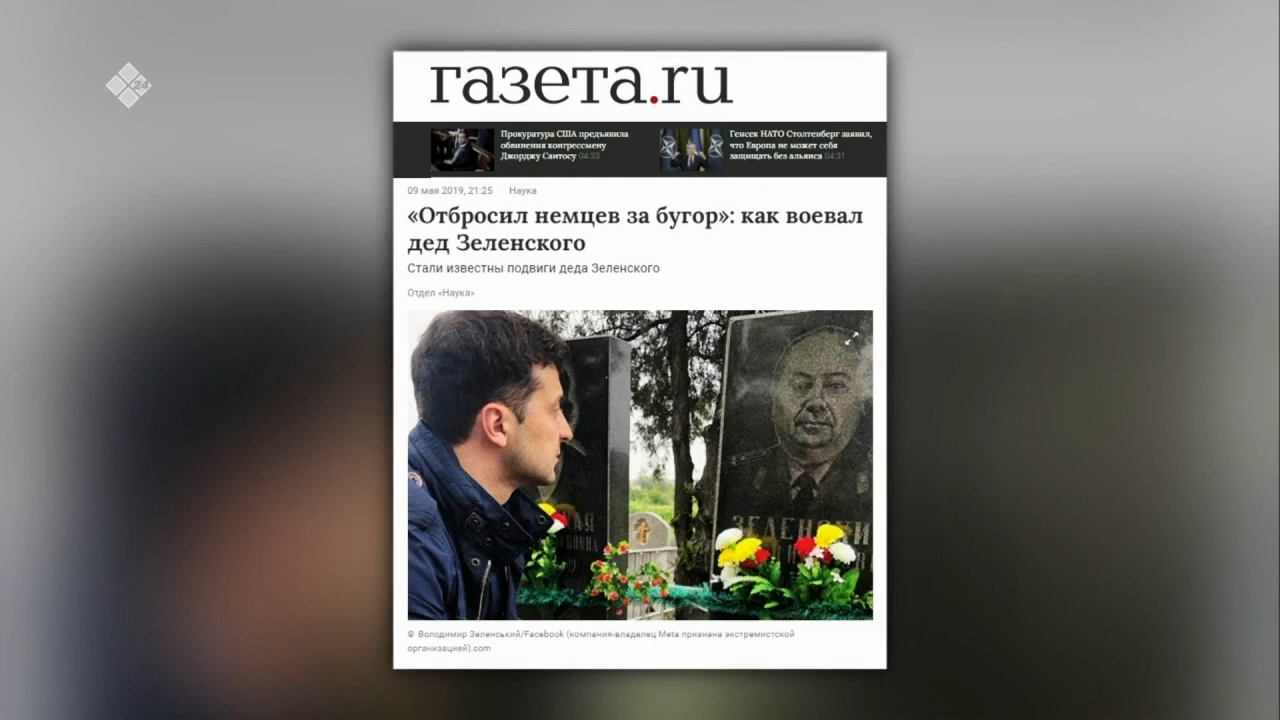 газета.ru
Прокуратура США предъявила
обвинения конгрессмену
Джорджу Сантосу 04:33
Генсек НАТО Столтенберг заявил,
что Европа не может себя
защищать без альянса 04:31
09 мая 2019, 21:25 Наука
«Отбросил немцев за бугор»: как воевал
дед Зеленского
Стали известны подвиги деда Зеленского
Отдел «Наука»
© Володимир Зеленський/Facebook (компания-владелец Meta признана экстремистской
организацией).com